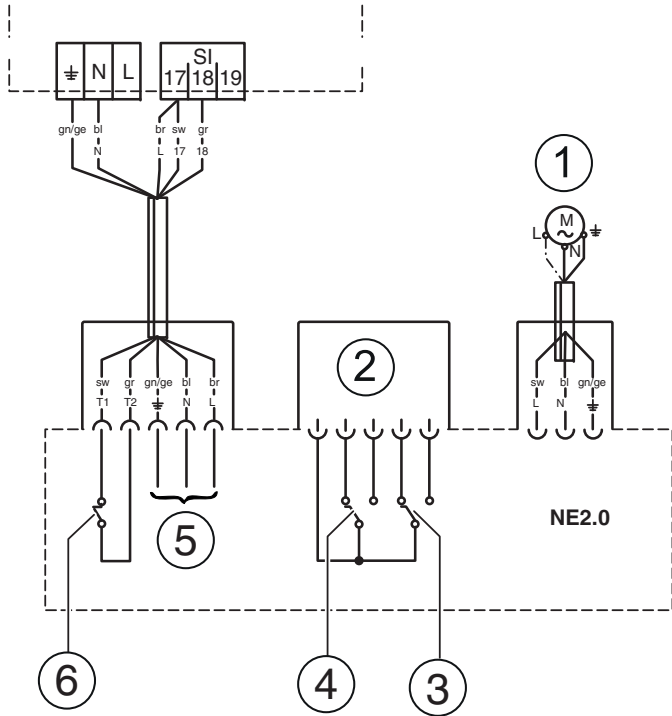 ⏚ N L
SI
17 18 19
gn/ge bl br sw gr
N L 17 18
1
M
~
L N ⏚
2
sw gr gn/ge bl br
T1 T2 ⏚ N L
sw bl gn/ge
L N ⏚
5
NE2.0
6 4 3